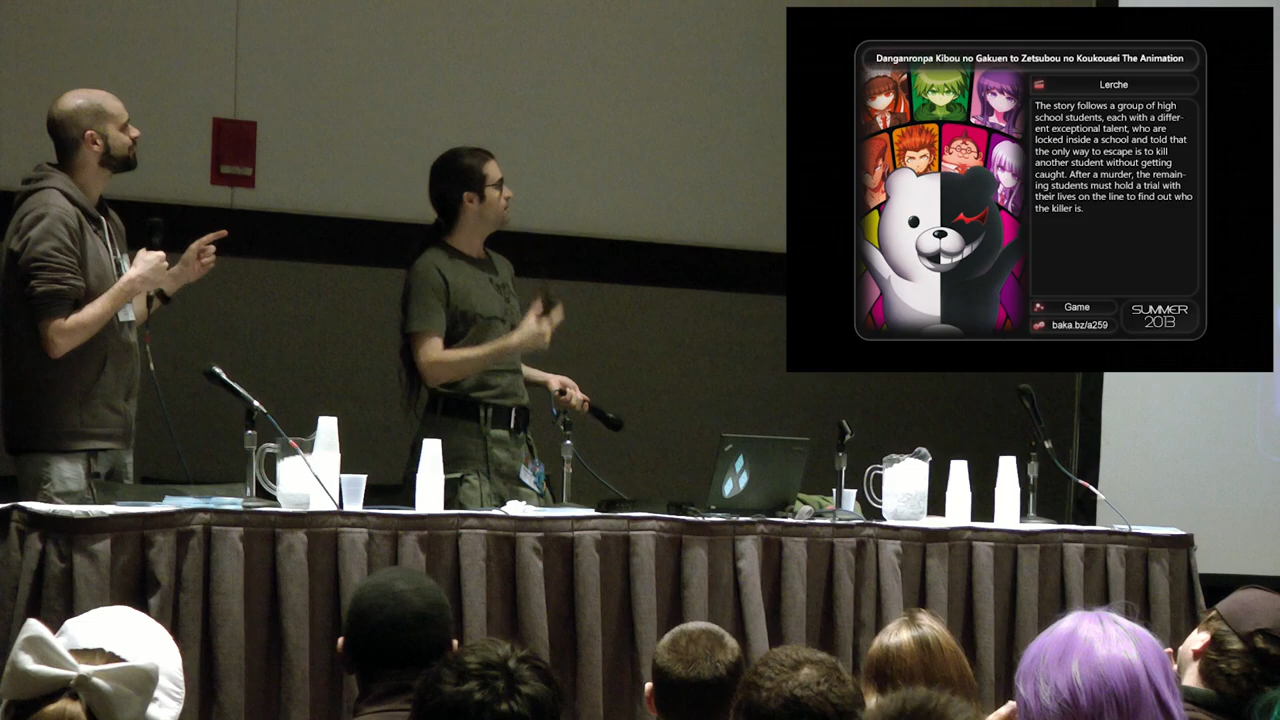 Danganronpa Kibou no Gakuen to Zetsubou no Koukousei The Animation
Lerche
The story follows a group of high
school students, each with a differ-
ent exceptional talent, who are
locked inside a school and told that
the only way to escape is to kill
another student without getting
caught. After a murder, the remain-
ing students must hold a trial with
their lives on the line to find out who
the killer is.
Game
baka.bz/a259
SUMMER
2013